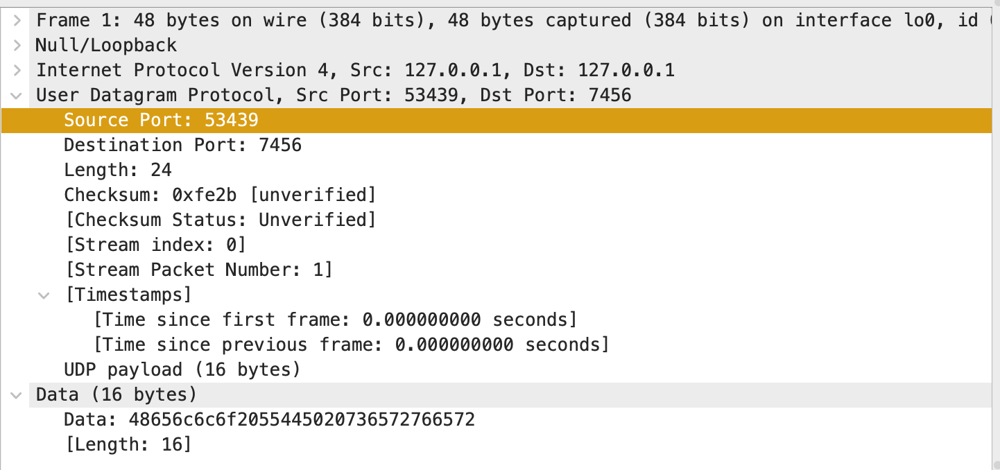 Frame 1: 48 bytes on wire (384 bits), 48 bytes captured (384 bits) on interface lo0, id
Null/Loopback
Internet Protocol Version 4, Src: 127.0.0.1, Dst: 127.0.0.1
User Datagram Protocol, Src Port: 53439, Dst Port: 7456
Source Port: 53439
Destination Port: 7456
Length: 24
Checksum: 0xfe2b [unverified]
[Checksum Status: Unverified]
[Stream index: 0]
[Stream Packet Number: 1]
[Timestamps]
[Time since first frame: 0.000000000 seconds]
[Time since previous frame: 0.000000000 seconds]
UDP payload (16 bytes)
Data (16 bytes)
Data: 48656c6c6f2055445020736572766572
[Length: 16]